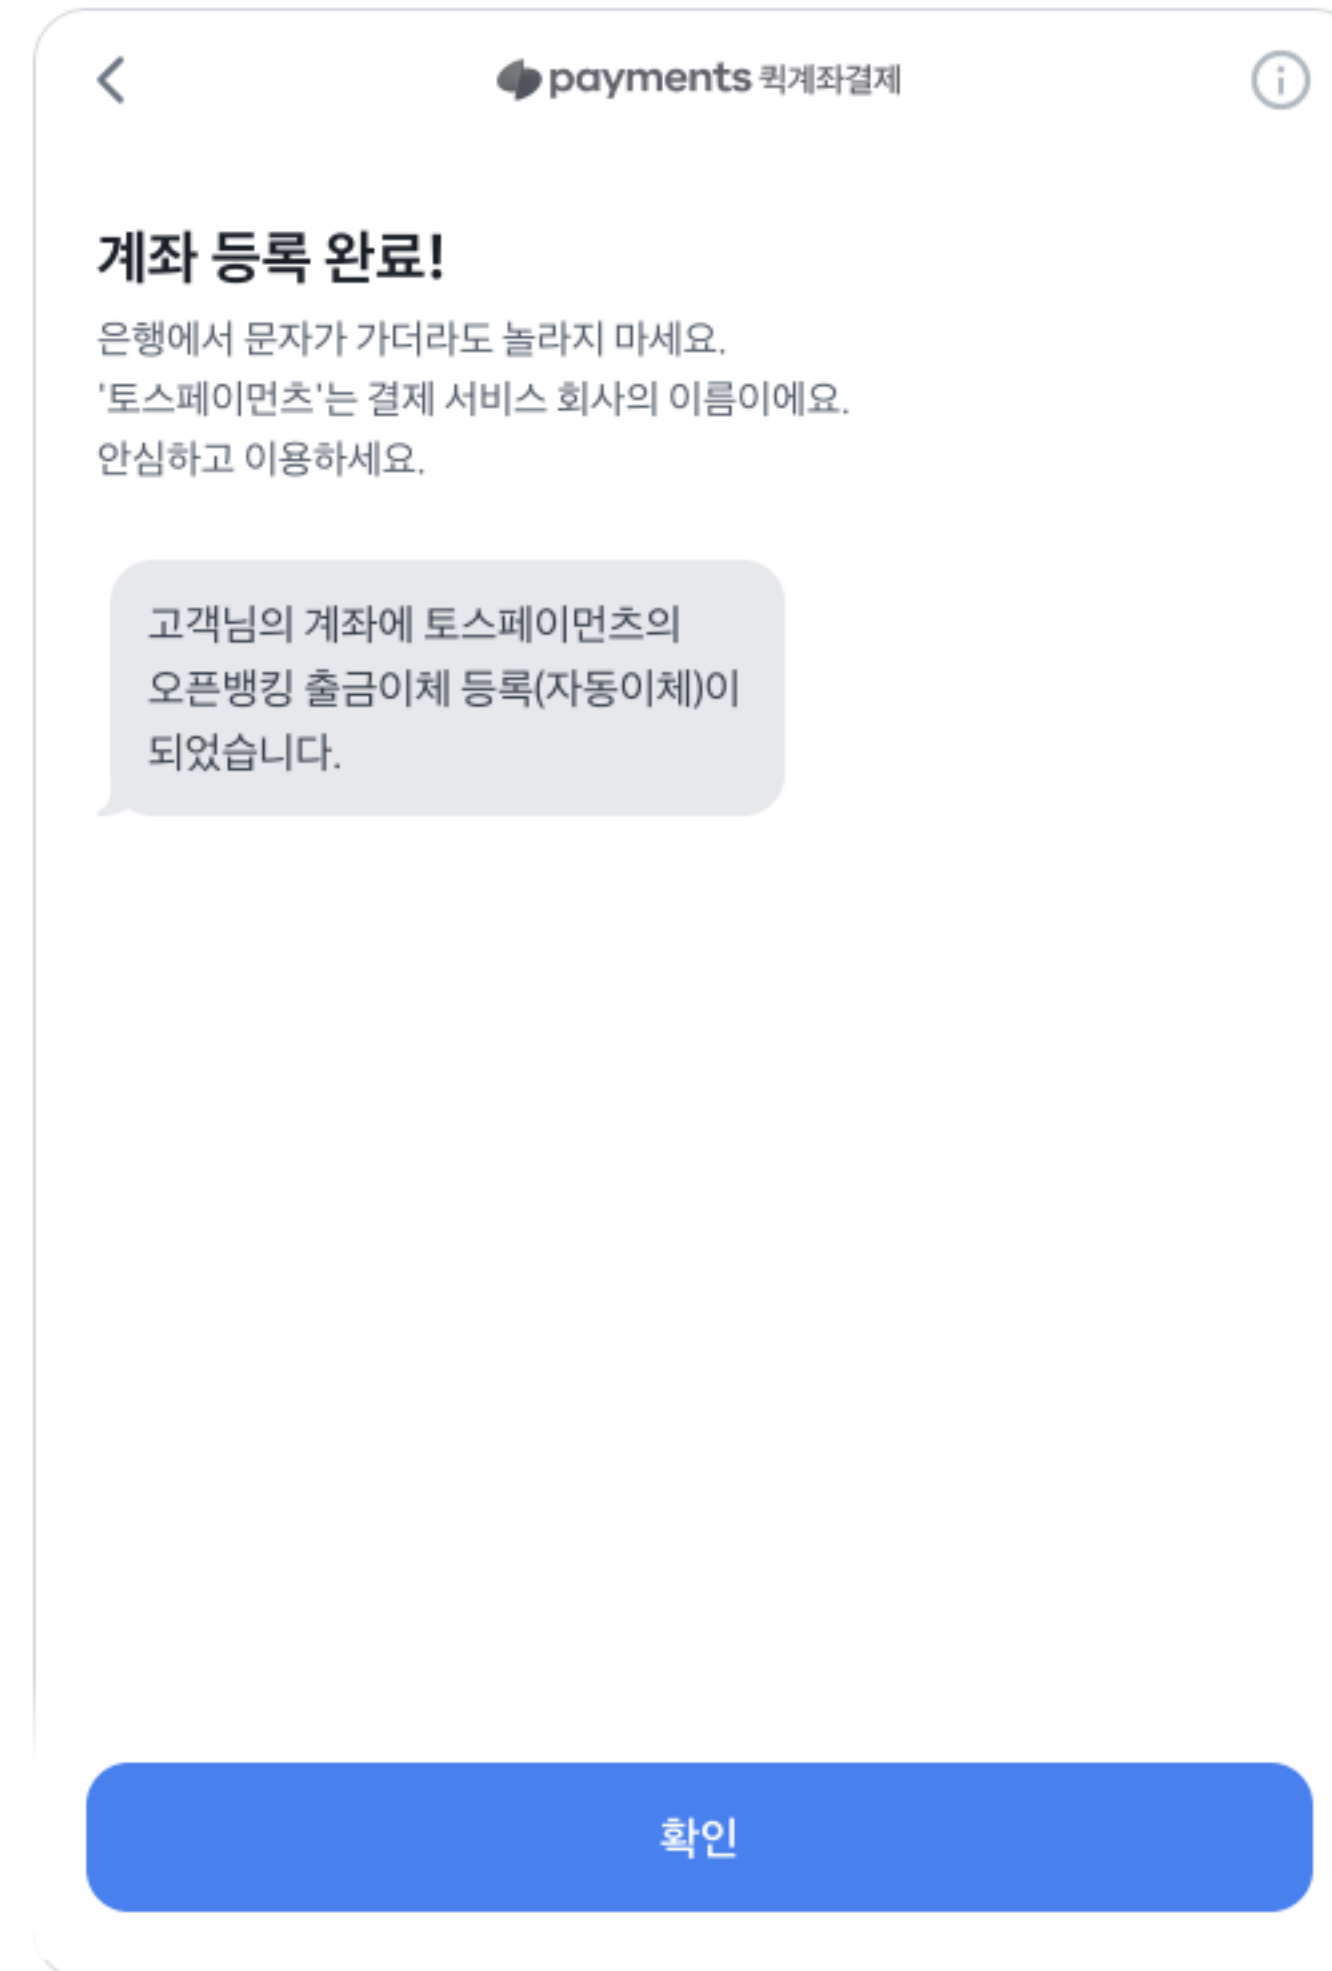 payments 퀵계좌결제
계좌 등록 완료!
은행에서 문자가 가더라도 놀라지 마세요.
'토스페이먼츠'는 결제 서비스 회사의 이름이에요.
안심하고 이용하세요.
고객님의 계좌에 토스페이먼츠의
오픈뱅킹 출금이체 등록(자동이체)이
되었습니다.
확인